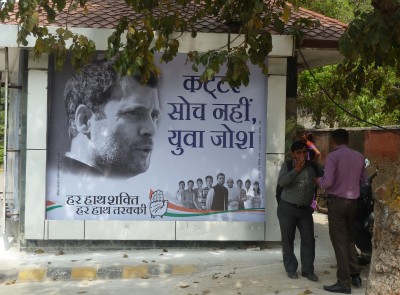 कट्टर
सोच नहीं,
युवा जोश
हर हाथ शक्ति
हर हाथ तरक्की